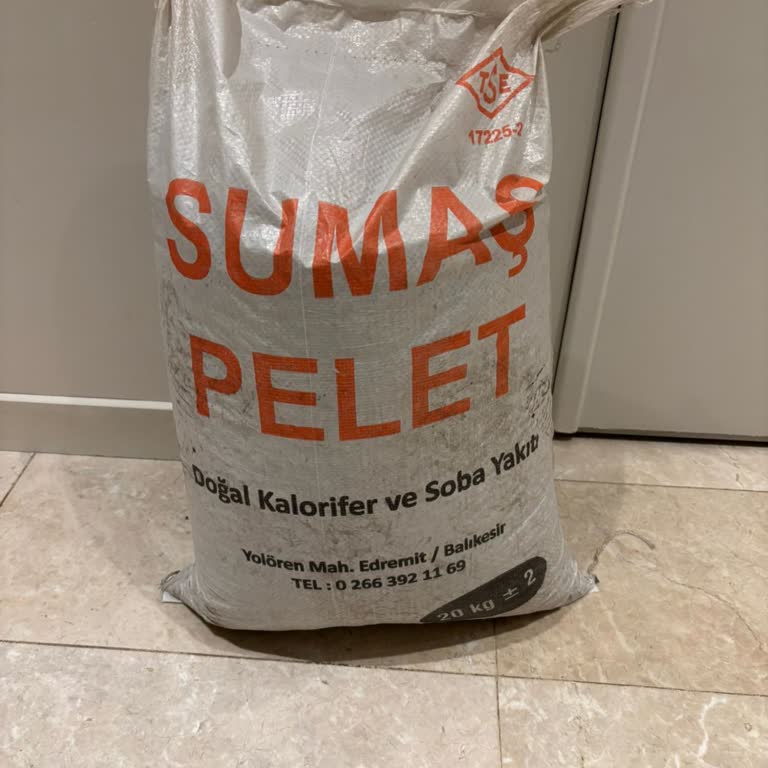 TSE
17225-2
SUMAŞ
PELET
Doğal Kalorifer ve Soba Yakıtı
Yolören Mah. Edremit / Balıkesir
TEL : 0 266 392 11 69
20 kg ± 2